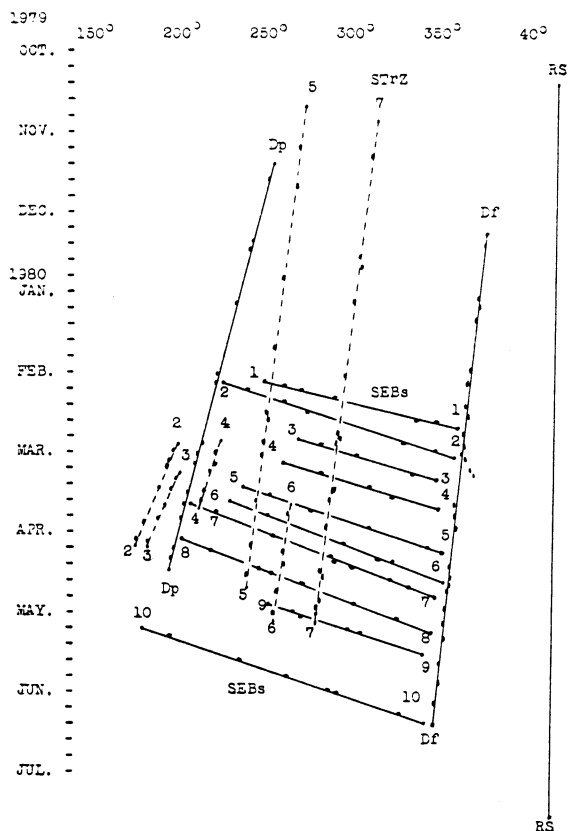 1979
150° 200° 250° 300° 350° 40°
OCT.
RS
5 STrZ
7
NOV.
Dp
DEC.
Df
1980
JAN.
FEB.
1
2 SEBs
1
2 4 2
MAR. 3
3 4
3
4
5 6
6
APR. 4 7 5
2 3 8
6
Dp 5 7
MAY. 9
10 6 7 8
9
JUN. SEBs 10
Df
JUL.
RS